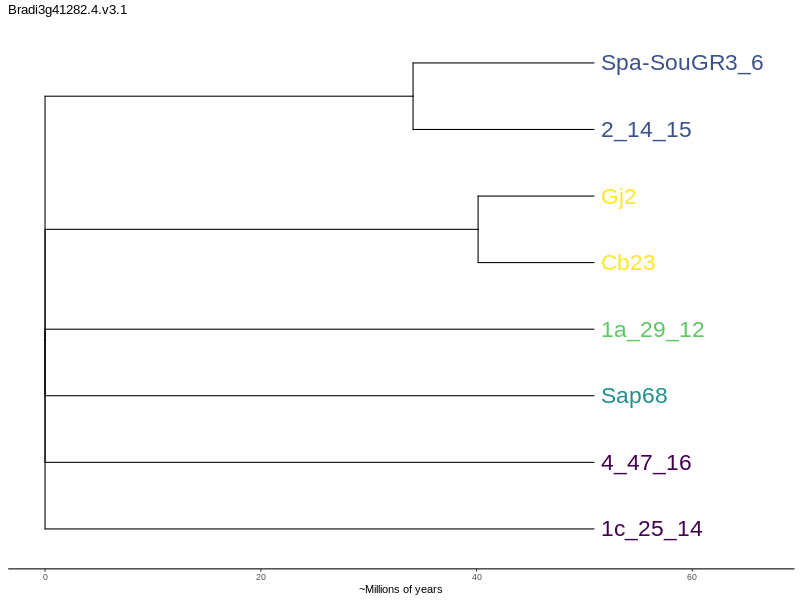 Bradi3g41282.4.v3.1
Spa-SouGR3_6
2_14_15
Gj2
Cb23
1a_29_12
Sap68
4_47_16
1c_25_14
0 20 40 60
~Millions of years